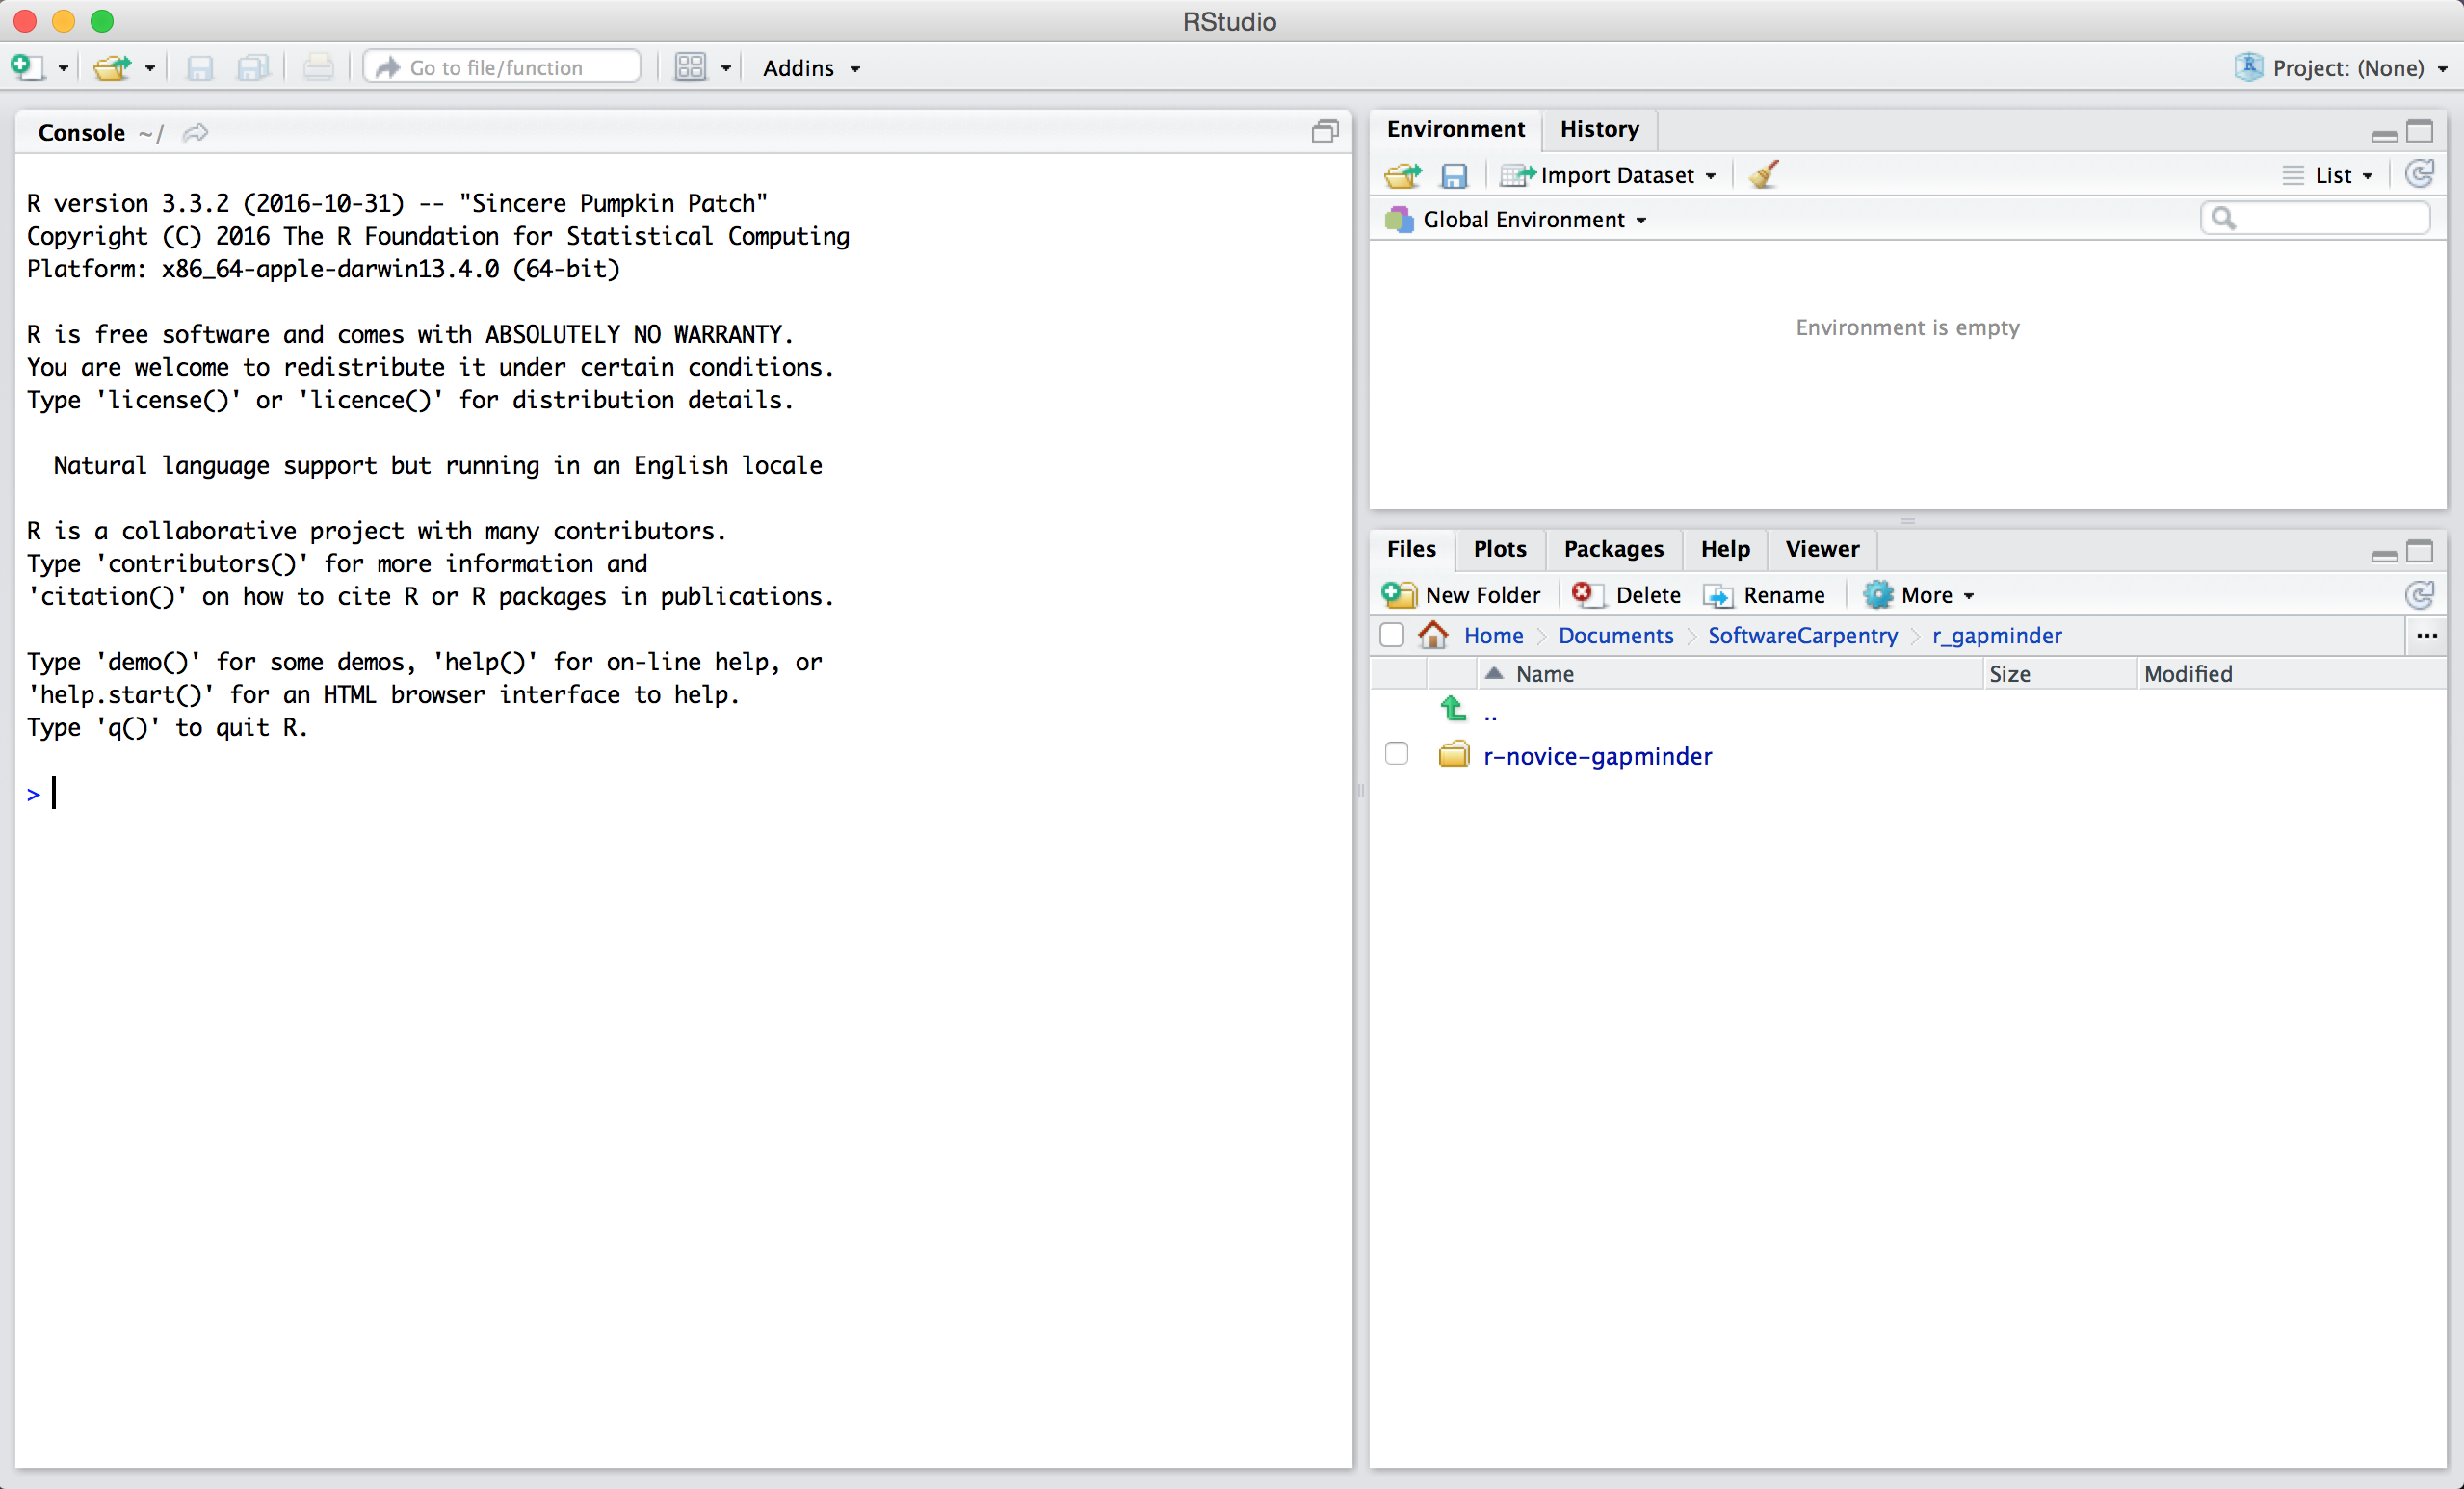 RStudio
Go to file/function
Addins
Project: (None)
Console ~/
R version 3.3.2 (2016-10-31) -- "Sincere Pumpkin Patch"
Copyright (C) 2016 The R Foundation for Statistical Computing
Platform: x86_64-apple-darwin13.4.0 (64-bit)
R is free software and comes with ABSOLUTELY NO WARRANTY.
You are welcome to redistribute it under certain conditions.
Type 'license()' or 'licence()' for distribution details.
Natural language support but running in an English locale
R is a collaborative project with many contributors.
Type 'contributors()' for more information and
'citation()' on how to cite R or R packages in publications.
Type 'demo()' for some demos, 'help()' for on-line help, or
'help.start()' for an HTML browser interface to help.
Type 'q()' to quit R.
>
Environment History
Import Dataset List
Global Environment
Environment is empty
Files Plots Packages Help Viewer
New Folder Delete Rename More
Home Documents SoftwareCarpentry r_gapminder ...
Name Size Modified
..
r-novice-gapminder